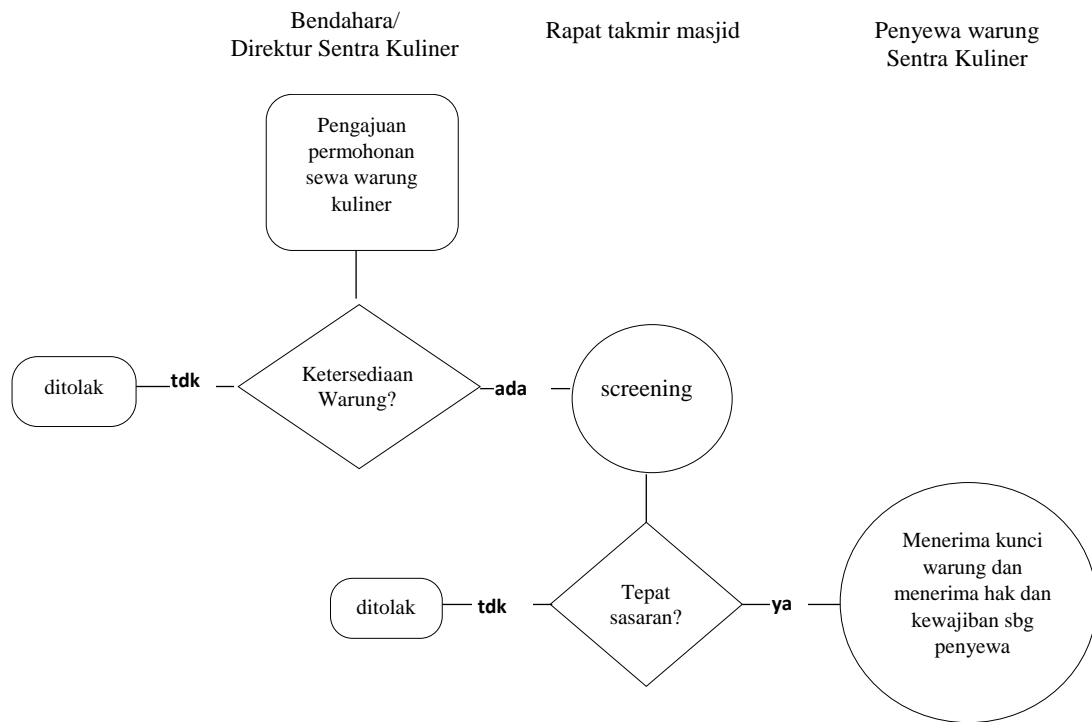 Bendahara/
Direktur Sentra Kuliner
Rapat takmir masjid
Penyewa warung
Sentra Kuliner
Pengajuan
permohonan
sewa warung
kuliner
ditolak
tdk
Ketersediaan
Warung?
ada
screening
ditolak
tdk
Tepat
sasaran?
ya
Menerima kunci
warung dan
menerima hak dan
kewajiban sbg
penyewa